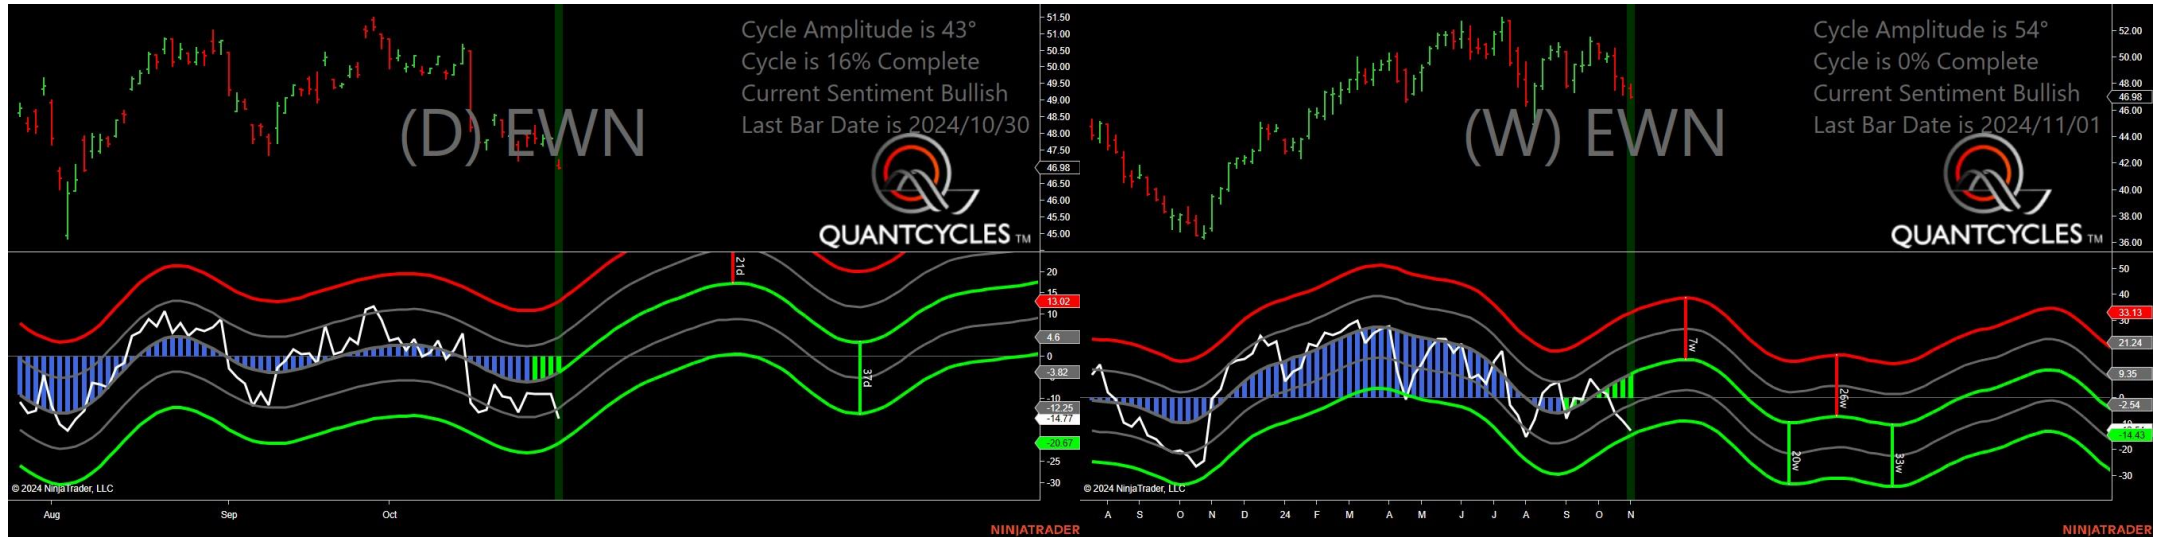 Cycle Amplitude is 43°
Cycle is 16% Complete
Current Sentiment Bullish
Last Bar Date is 2024/10/30
(D) EWN
QUANTCYCLES TM
51.50
51.00
50.50
50.00
49.50
49.00
48.50
48.00
47.50
46.98
46.50
46.00
45.50
45.00
21d
37d
20
15
13.02
10
4.6
0
-3.82
-10
-12.25
-14.77
-20.67
-25
-30
© 2024 NinjaTrader, LLC
Aug Sep Oct
NINJATRADER
Cycle Amplitude is 54°
Cycle is 0% Complete
Current Sentiment Bullish
Last Bar Date is 2024/11/01
(W) EWN
QUANTCYCLES TM
52.00
50.00
48.00
46.98
46.00
44.00
42.00
40.00
38.00
36.00
7w
26w
20w
33w
50
40
33.13
30
21.24
9.35
-2.54
-14.43
-20
-30
© 2024 NinjaTrader, LLC
A S O N D 24 F M A M J J A S O N
NINJATRADER